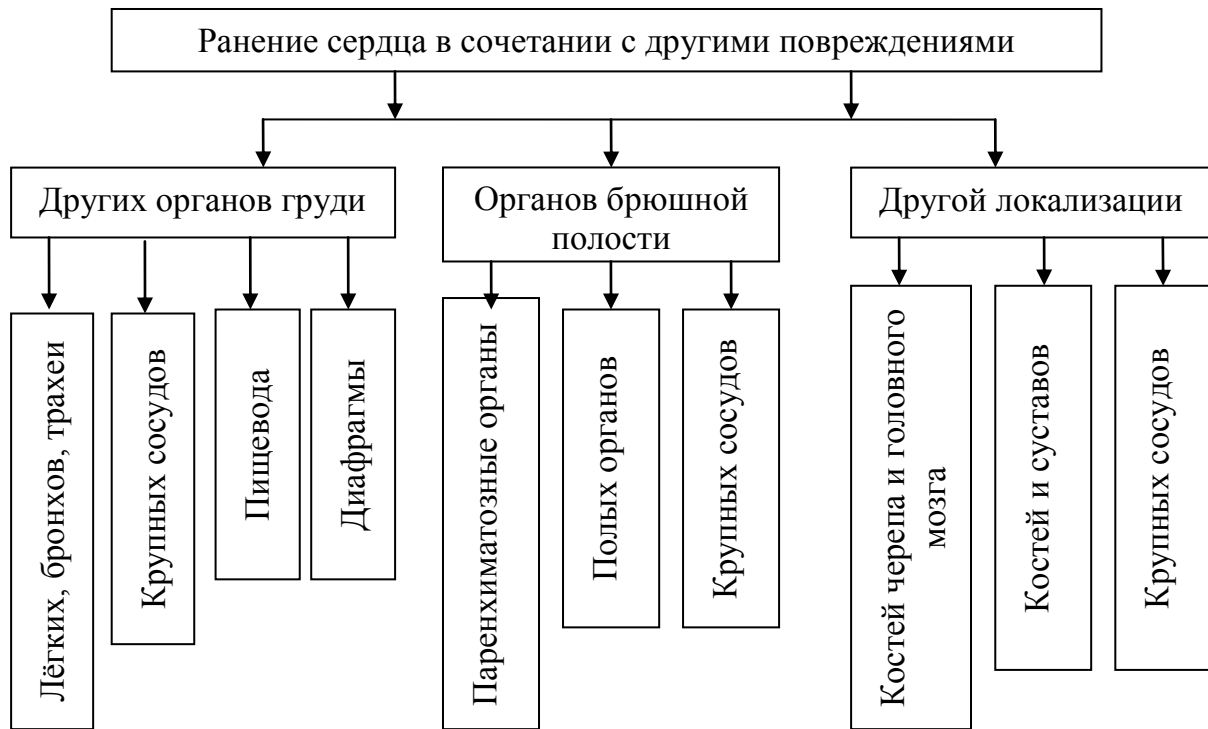 Ранение сердца в сочетании с другими повреждениями
Других органов груди
Органов брюшной
полости
Другой локализации
Лёгких, бронхов, трахеи
Крупных сосудов
Пищевода
Диафрагмы
Паренхиматозные органы
Полых органов
Крупных сосудов
Костей черепа и головного
мозга
Костей и суставов
Крупных сосудов